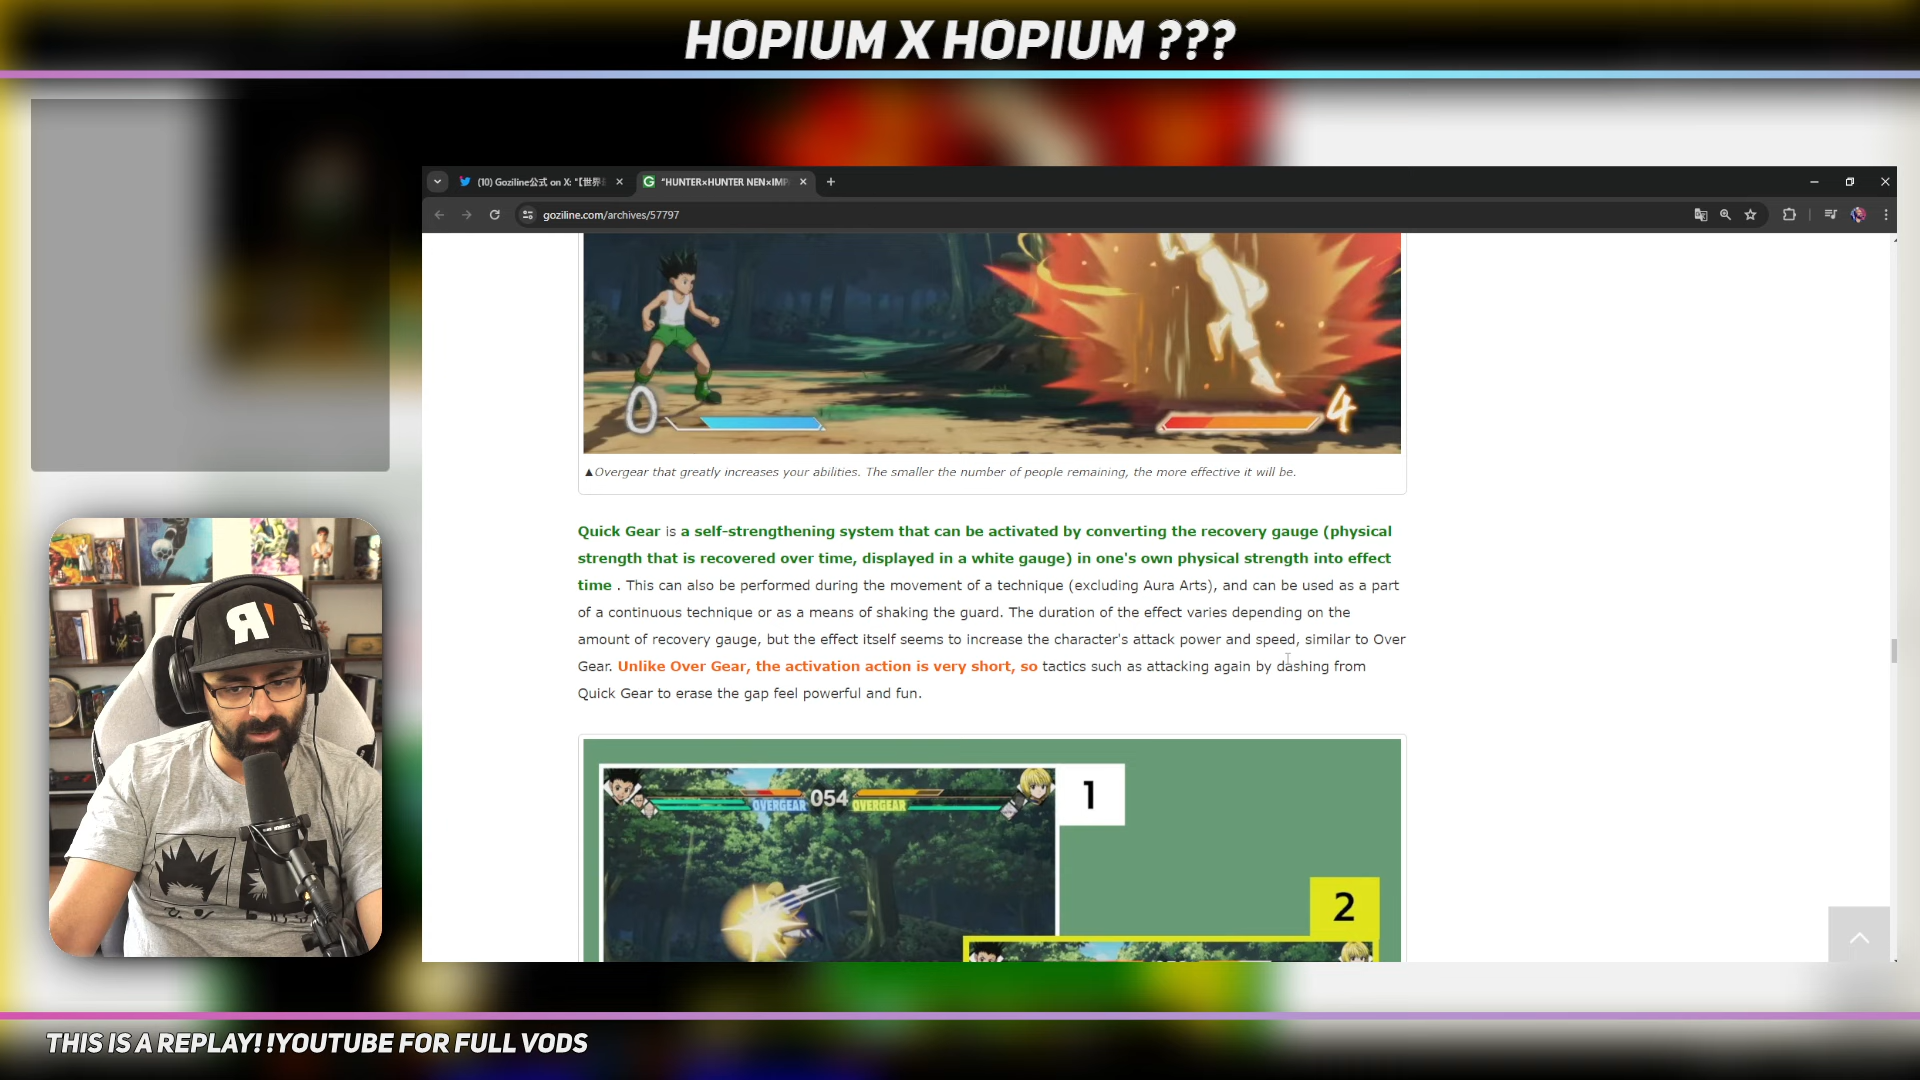 HOPIUM X HOPIUM ???
(10) Goziline公式 on X: "【世界
"HUNTER×HUNTER NEN×IMP
goziline.com/archives/57797
0
4
▲Overgear that greatly increases your abilities. The smaller the number of people remaining, the more effective it will be.
Quick Gear is a self-strengthening system that can be activated by converting the recovery gauge (physical
strength that is recovered over time, displayed in a white gauge) in one's own physical strength into effect
time . This can also be performed during the movement of a technique (excluding Aura Arts), and can be used as a part
of a continuous technique or as a means of shaking the guard. The duration of the effect varies depending on the
amount of recovery gauge, but the effect itself seems to increase the character's attack power and speed, similar to Over
Gear. Unlike Over Gear, the activation action is very short, so tactics such as attacking again by dashing from
Quick Gear to erase the gap feel powerful and fun.
OVERGEAR 054 OVERGEAR
1
2
THIS IS A REPLAY! !YOUTUBE FOR FULL VODS